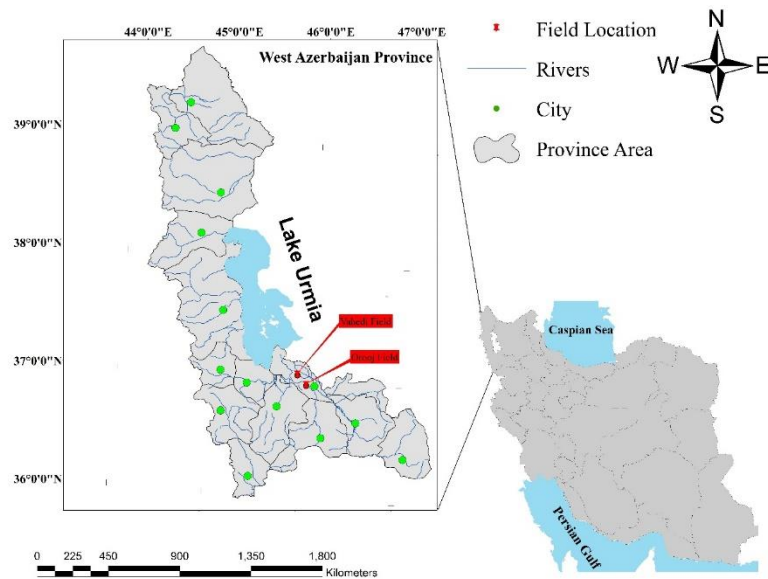 44°0'0"E 45°0'0"E 46°0'0"E 47°0'0"E
West Azerbaijan Province
39°0'0"N
38°0'0"N
37°0'0"N
36°0'0"N
Lake Urmia
Field
Field
0 225 450 900 1,350 1,800
Kilometers
Field Location
Rivers
City
Province Area
N
W E
S
Caspian Sea
Persian Gulf